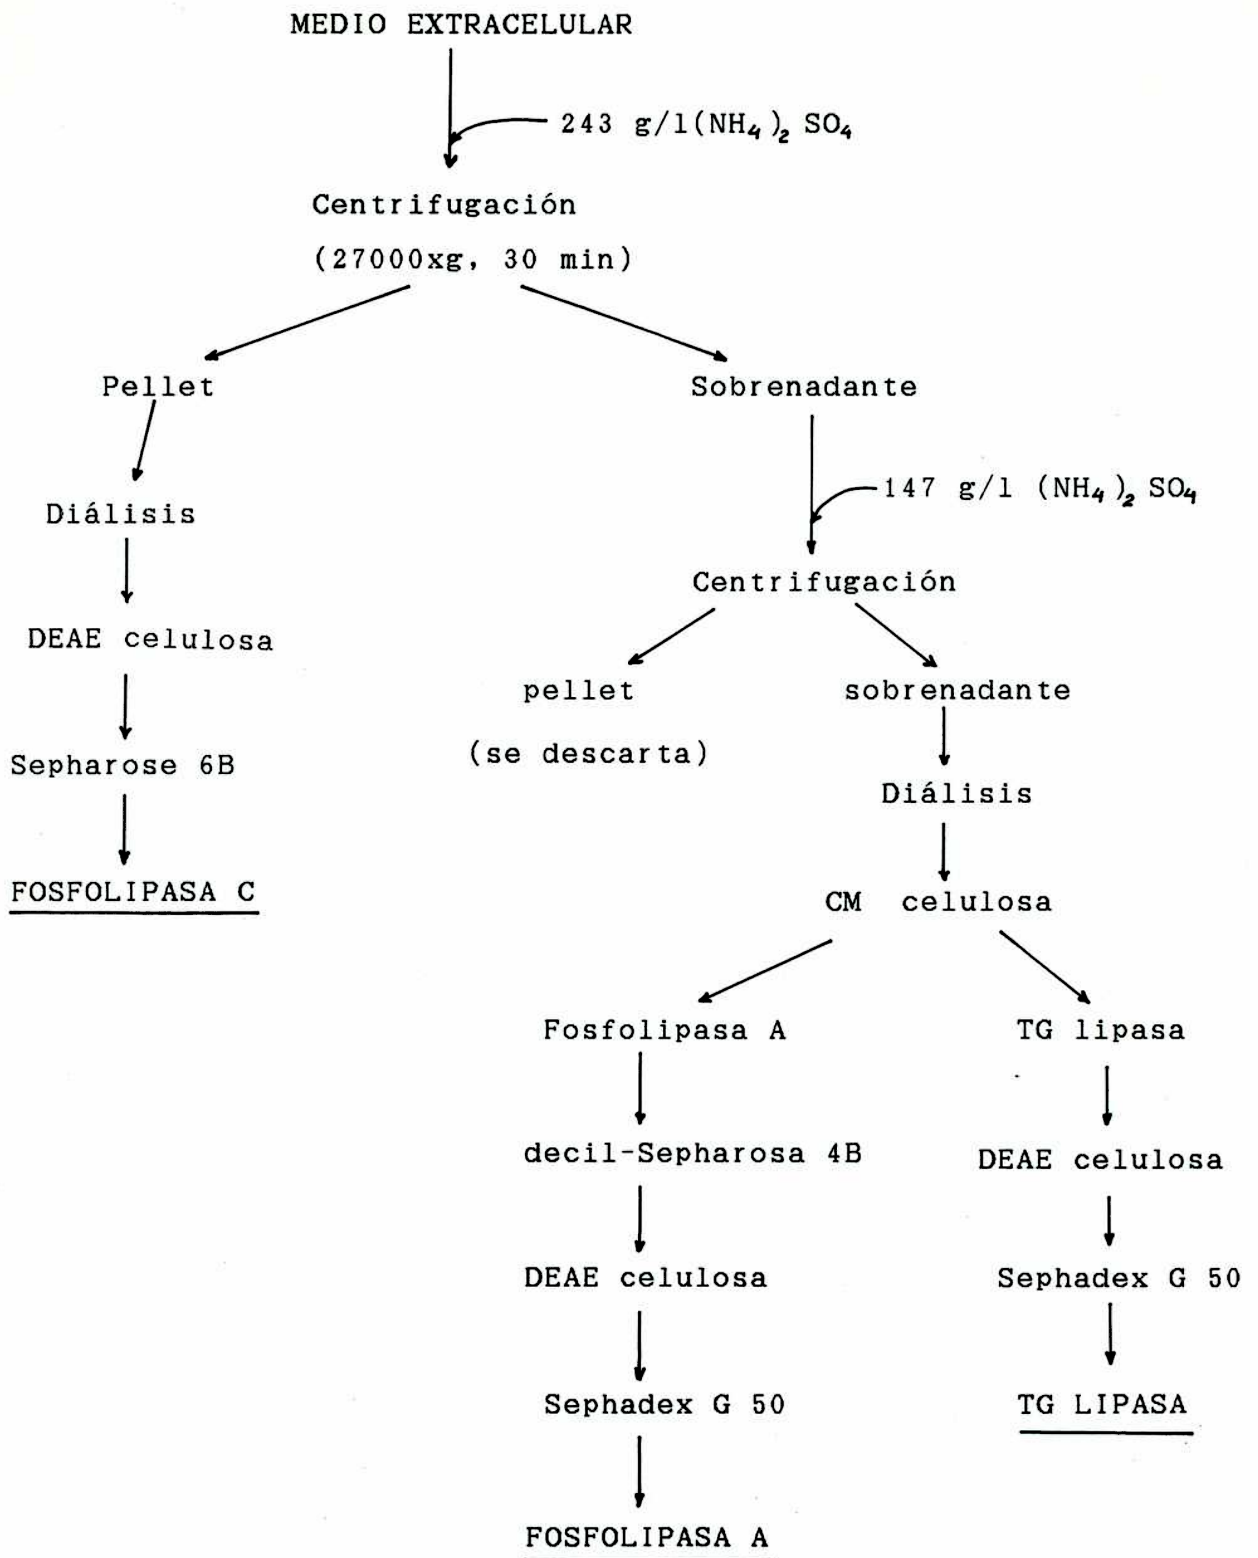 MEDIO EXTRACELULAR
243 g/l(NH₄)₂ SO₄
Centrifugación
(27000xg, 30 min)
Pellet
Sobrenadante
147 g/l (NH₄)₂ SO₄
Diálisis
Centrifugación
DEAE celulosa
pellet
sobrenadante
(se descarta)
Sepharose 6B
Diálisis
FOSFOLIPASA C
CM celulosa
Fosfolipasa A
TG lipasa
decil-Sepharosa 4B
DEAE celulosa
DEAE celulosa
Sephadex G 50
Sephadex G 50
TG LIPASA
FOSFOLIPASA A